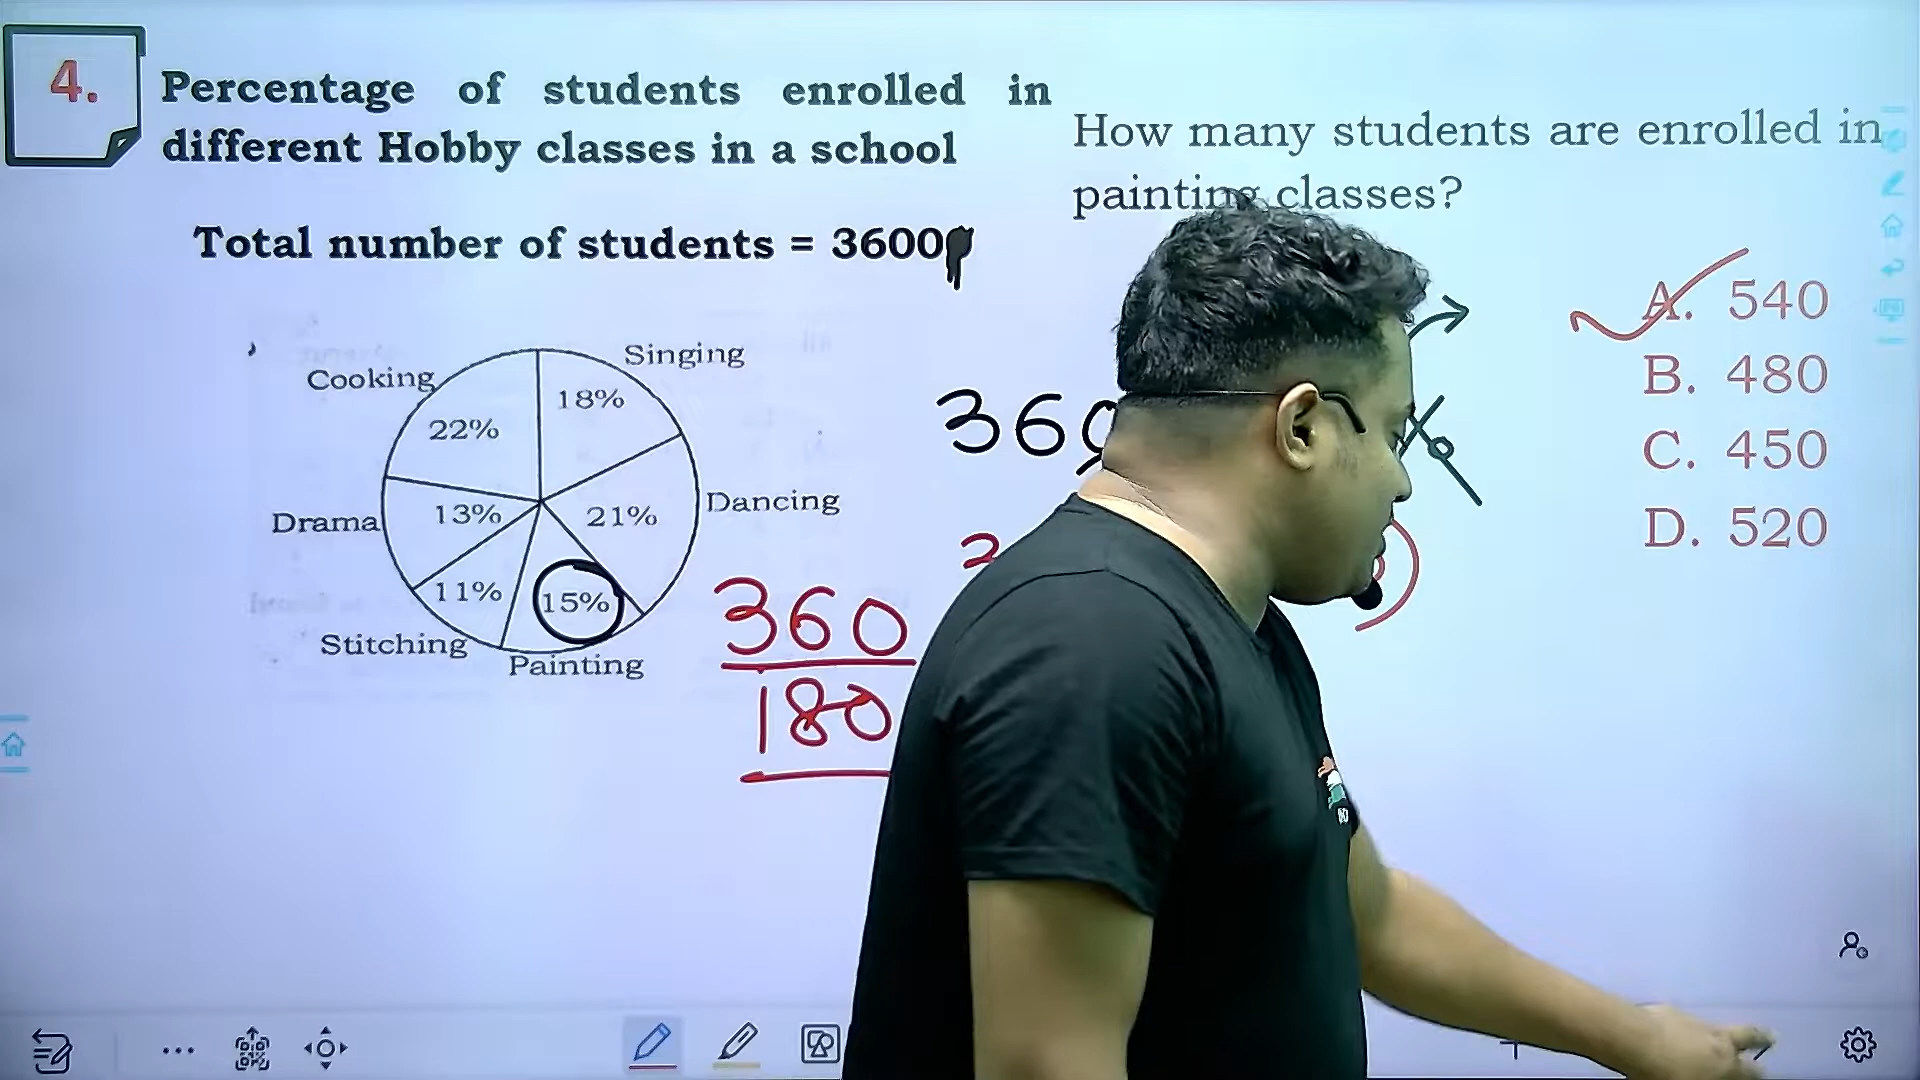 4.
Percentage of students enrolled in
different Hobby classes in a school
Total number of students = 3600
Singing
Cooking
18%
22%
Dancing
Drama
13%
21%
11%
15%
Stitching
Painting
360
180
How many students are enrolled in
painting classes?
A. 540
B. 480
C. 450
D. 520